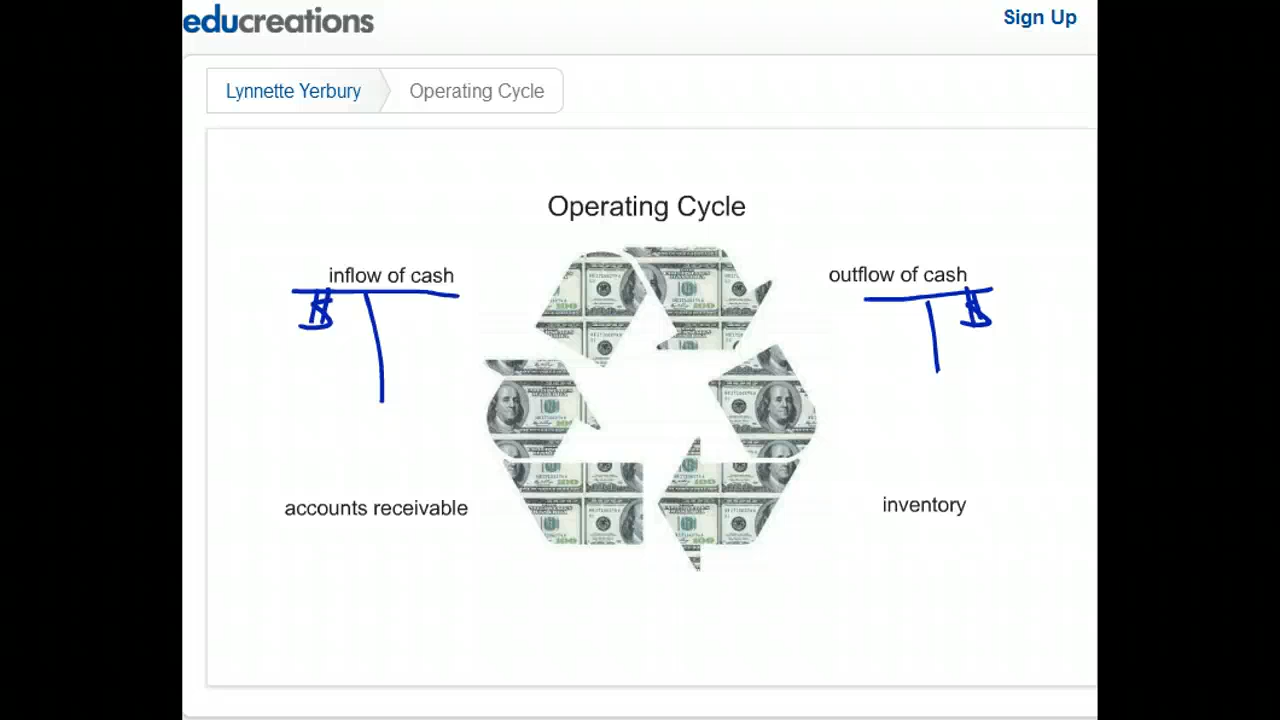 educreations
Sign Up
Lynnette Yerbury
Operating Cycle
Operating Cycle
inflow of cash
outflow of cash
$
$
accounts receivable
inventory